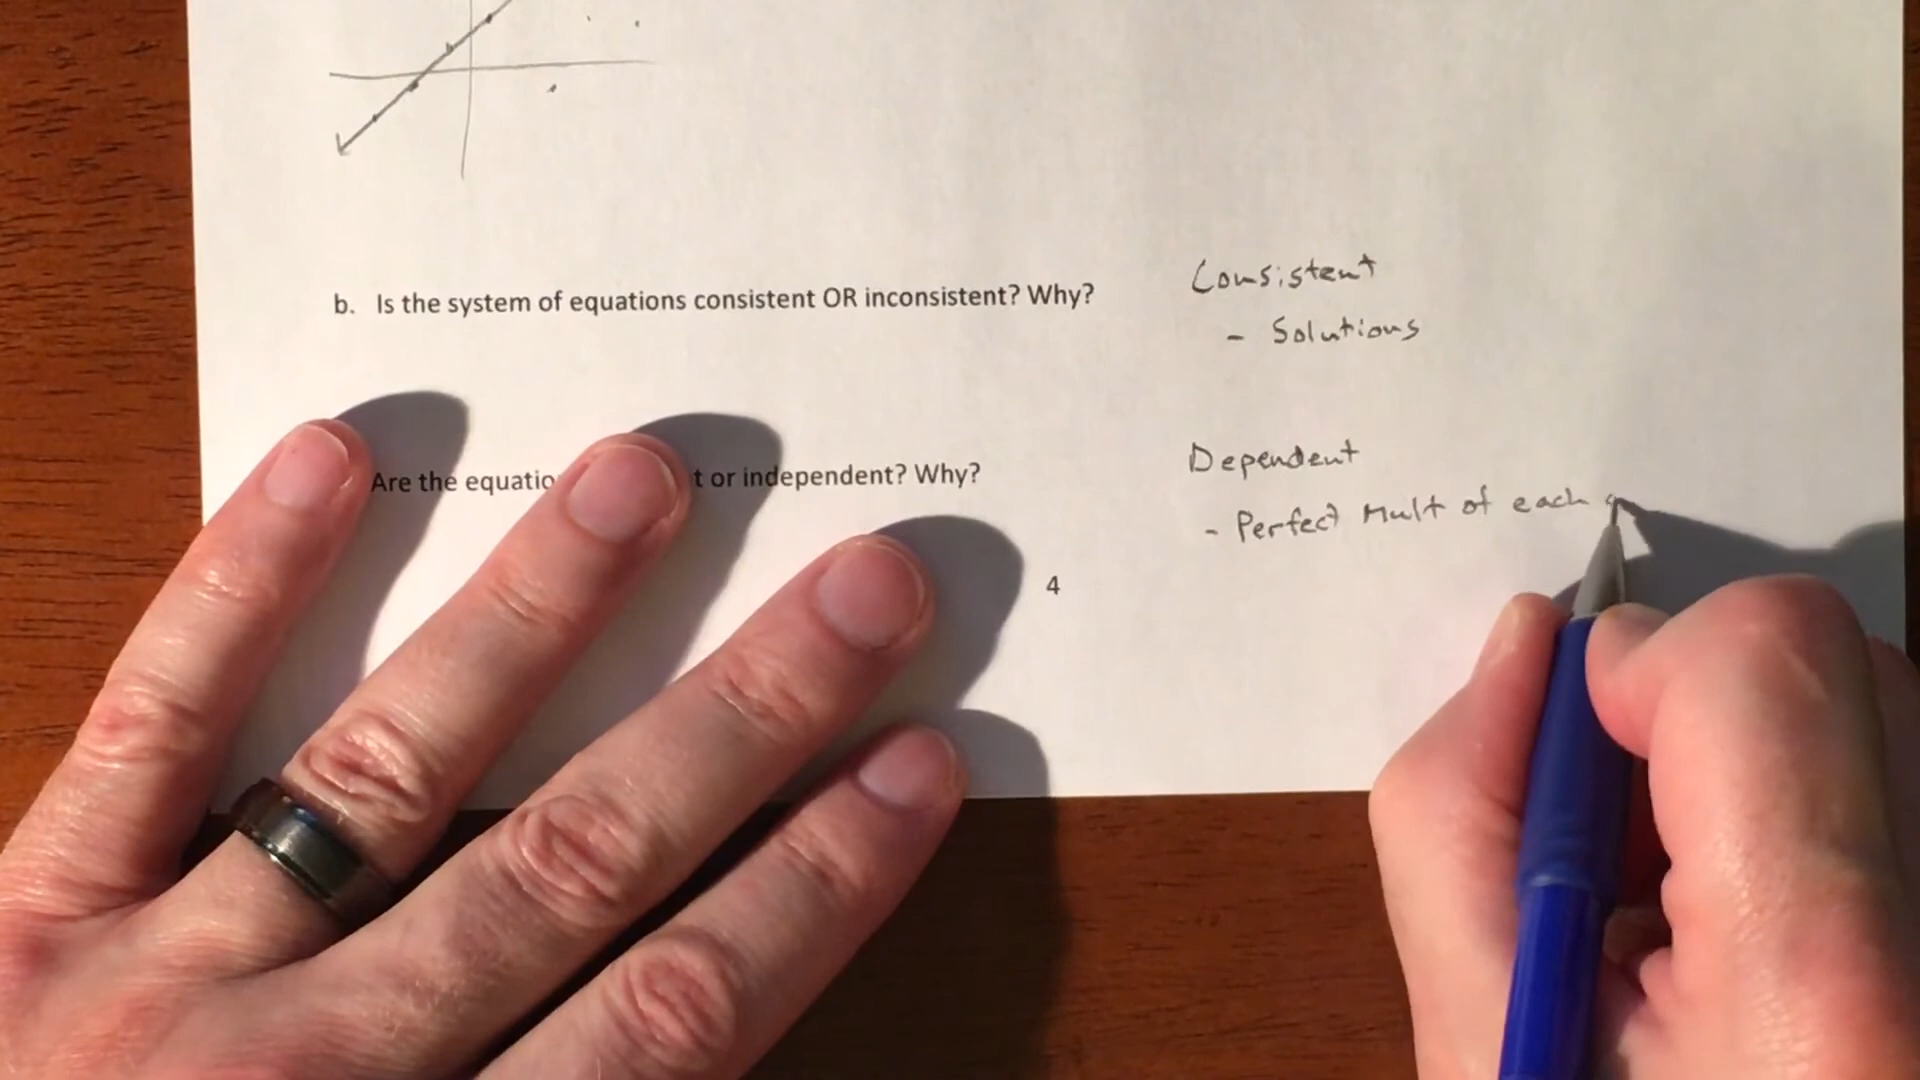 b. Is the system of equations consistent OR inconsistent? Why?
Consistent
- Solutions
Are the equatio t or independent? Why?
Dependent
- Perfect Mult of each
4